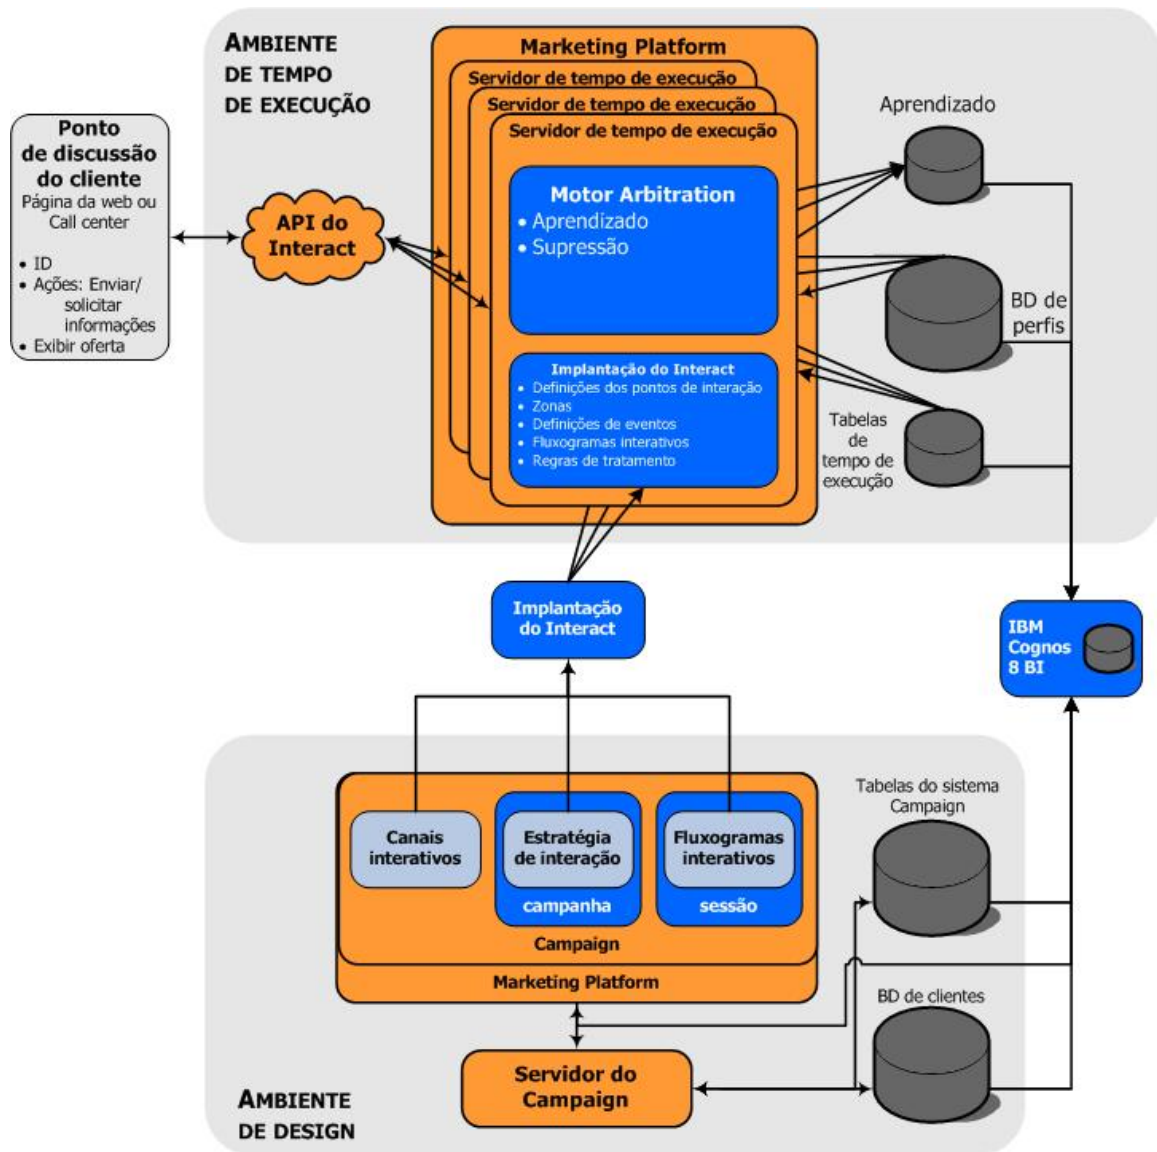 AMBIENTE
DE TEMPO
DE EXECUÇÃO
Marketing Platform
Servidor de tempo de execução
Servidor de tempo de execução
Servidor de tempo de execução
Motor Arbitration
• Aprendizado
• Supressão
Implantação do Interact
• Definições dos pontos de interação
• Zonas
• Definições de eventos
• Fluxogramas interativos
• Regras de tratamento
Ponto
de discussão
do cliente
Página da web ou
Call center
• ID
• Ações: Enviar/
solicitar
informações
• Exibir oferta
API do
Interact
Aprendizado
BD de
perfis
Tabelas
de
tempo de
execução
Implantação
do Interact
IBM
Cognos
8 BI
Canais
interativos
Estratégia
de interação
campanha
Fluxogramas
interativos
sessão
Campaign
Marketing Platform
Tabelas do sistema
Campaign
BD de clientes
Servidor do
Campaign
AMBIENTE
DE DESIGN